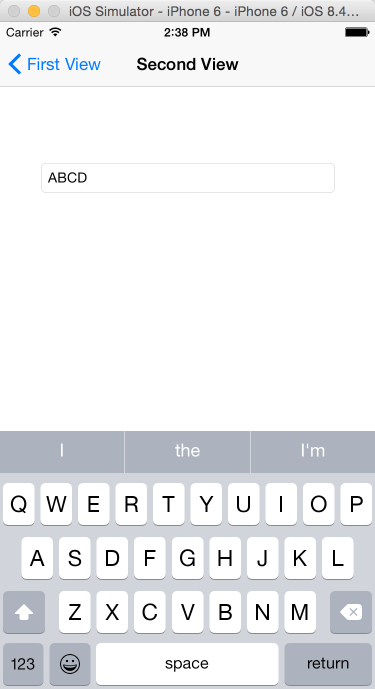 iOS Simulator - iPhone 6 - iPhone 6 / iOS 8.4...
Carrier 2:38 PM
First View Second View
ABCD
I the I'm
Q W E R T Y U I O P
A S D F G H J K L
Z X C V B N M
123 space return